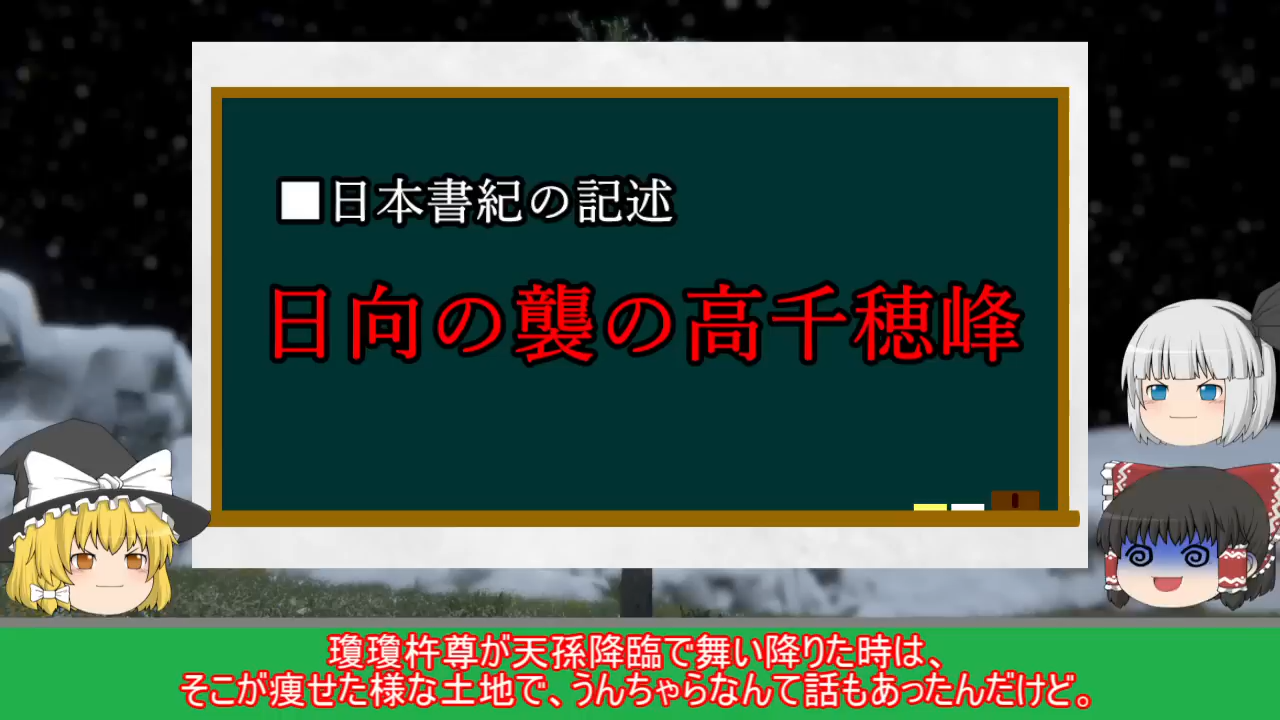 ■日本書紀の記述
日向の襲の高千穂峰
瓊瓊杵尊が天孫降臨で舞い降りた時は、
そこが痩せた様な土地で、うんちゃらなんて話もあったんだけど。